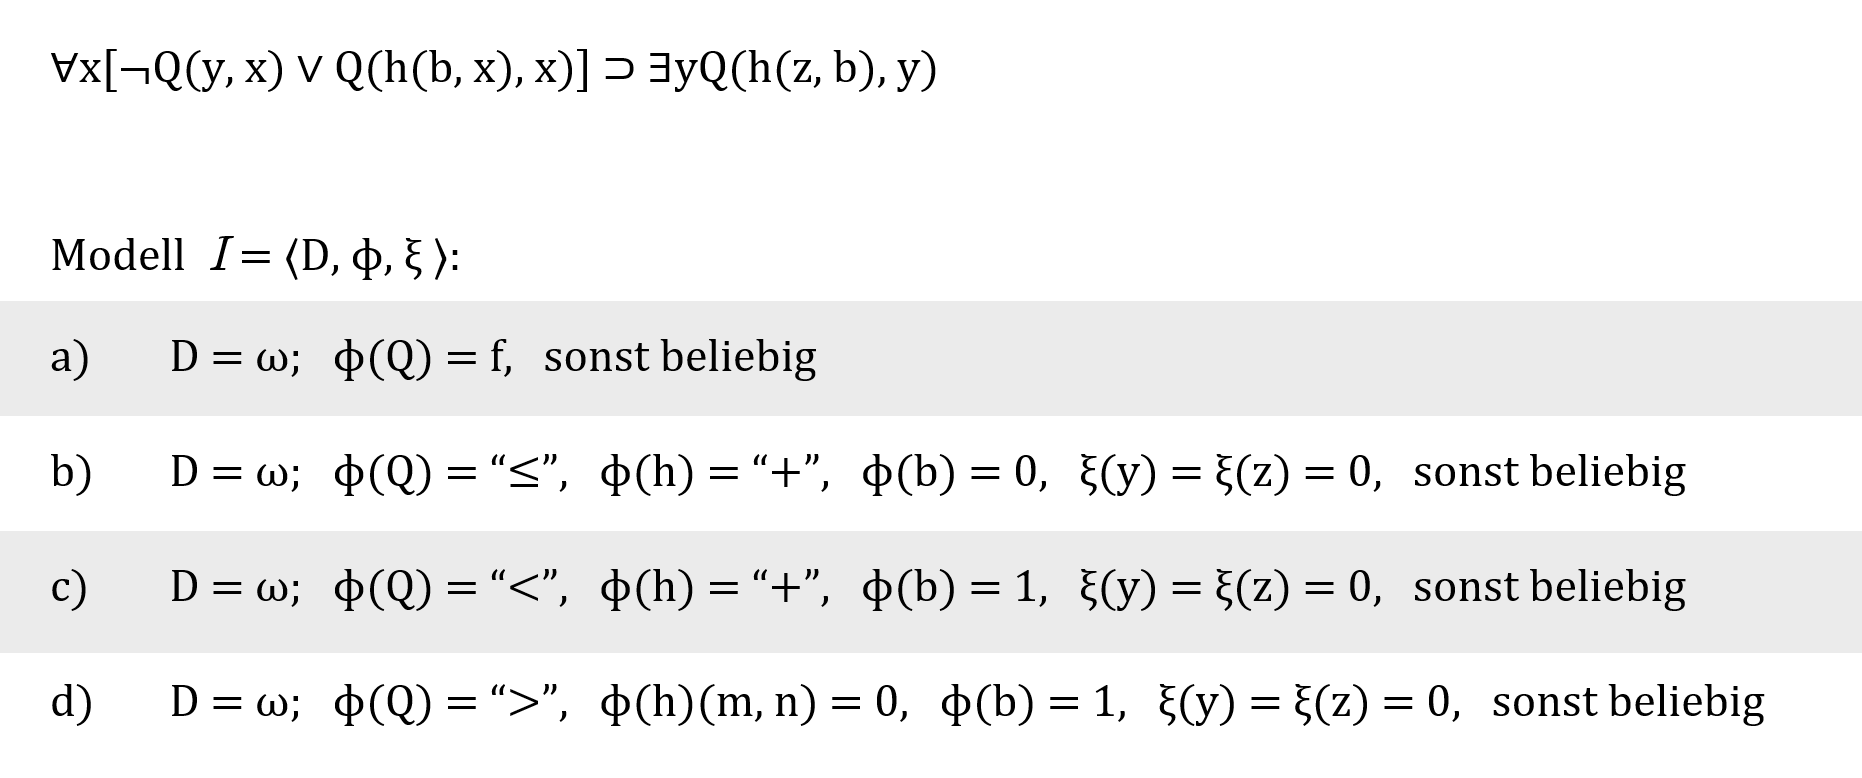 ∀x[¬Q(y, x) ∨ Q(h(b, x), x)] ⊃ ∃yQ(h(z, b), y)
Modell I = ⟨D, ф, ξ ⟩:
a) D = ω; ф(Q) = f, sonst beliebig
b) D = ω; ф(Q) = “≤”, ф(h) = “+”, ф(b) = 0, ξ(y) = ξ(z) = 0, sonst beliebig
c) D = ω; ф(Q) = “<”, ф(h) = “+”, ф(b) = 1, ξ(y) = ξ(z) = 0, sonst beliebig
d) D = ω; ф(Q) = “>”, ф(h)(m, n) = 0, ф(b) = 1, ξ(y) = ξ(z) = 0, sonst beliebig